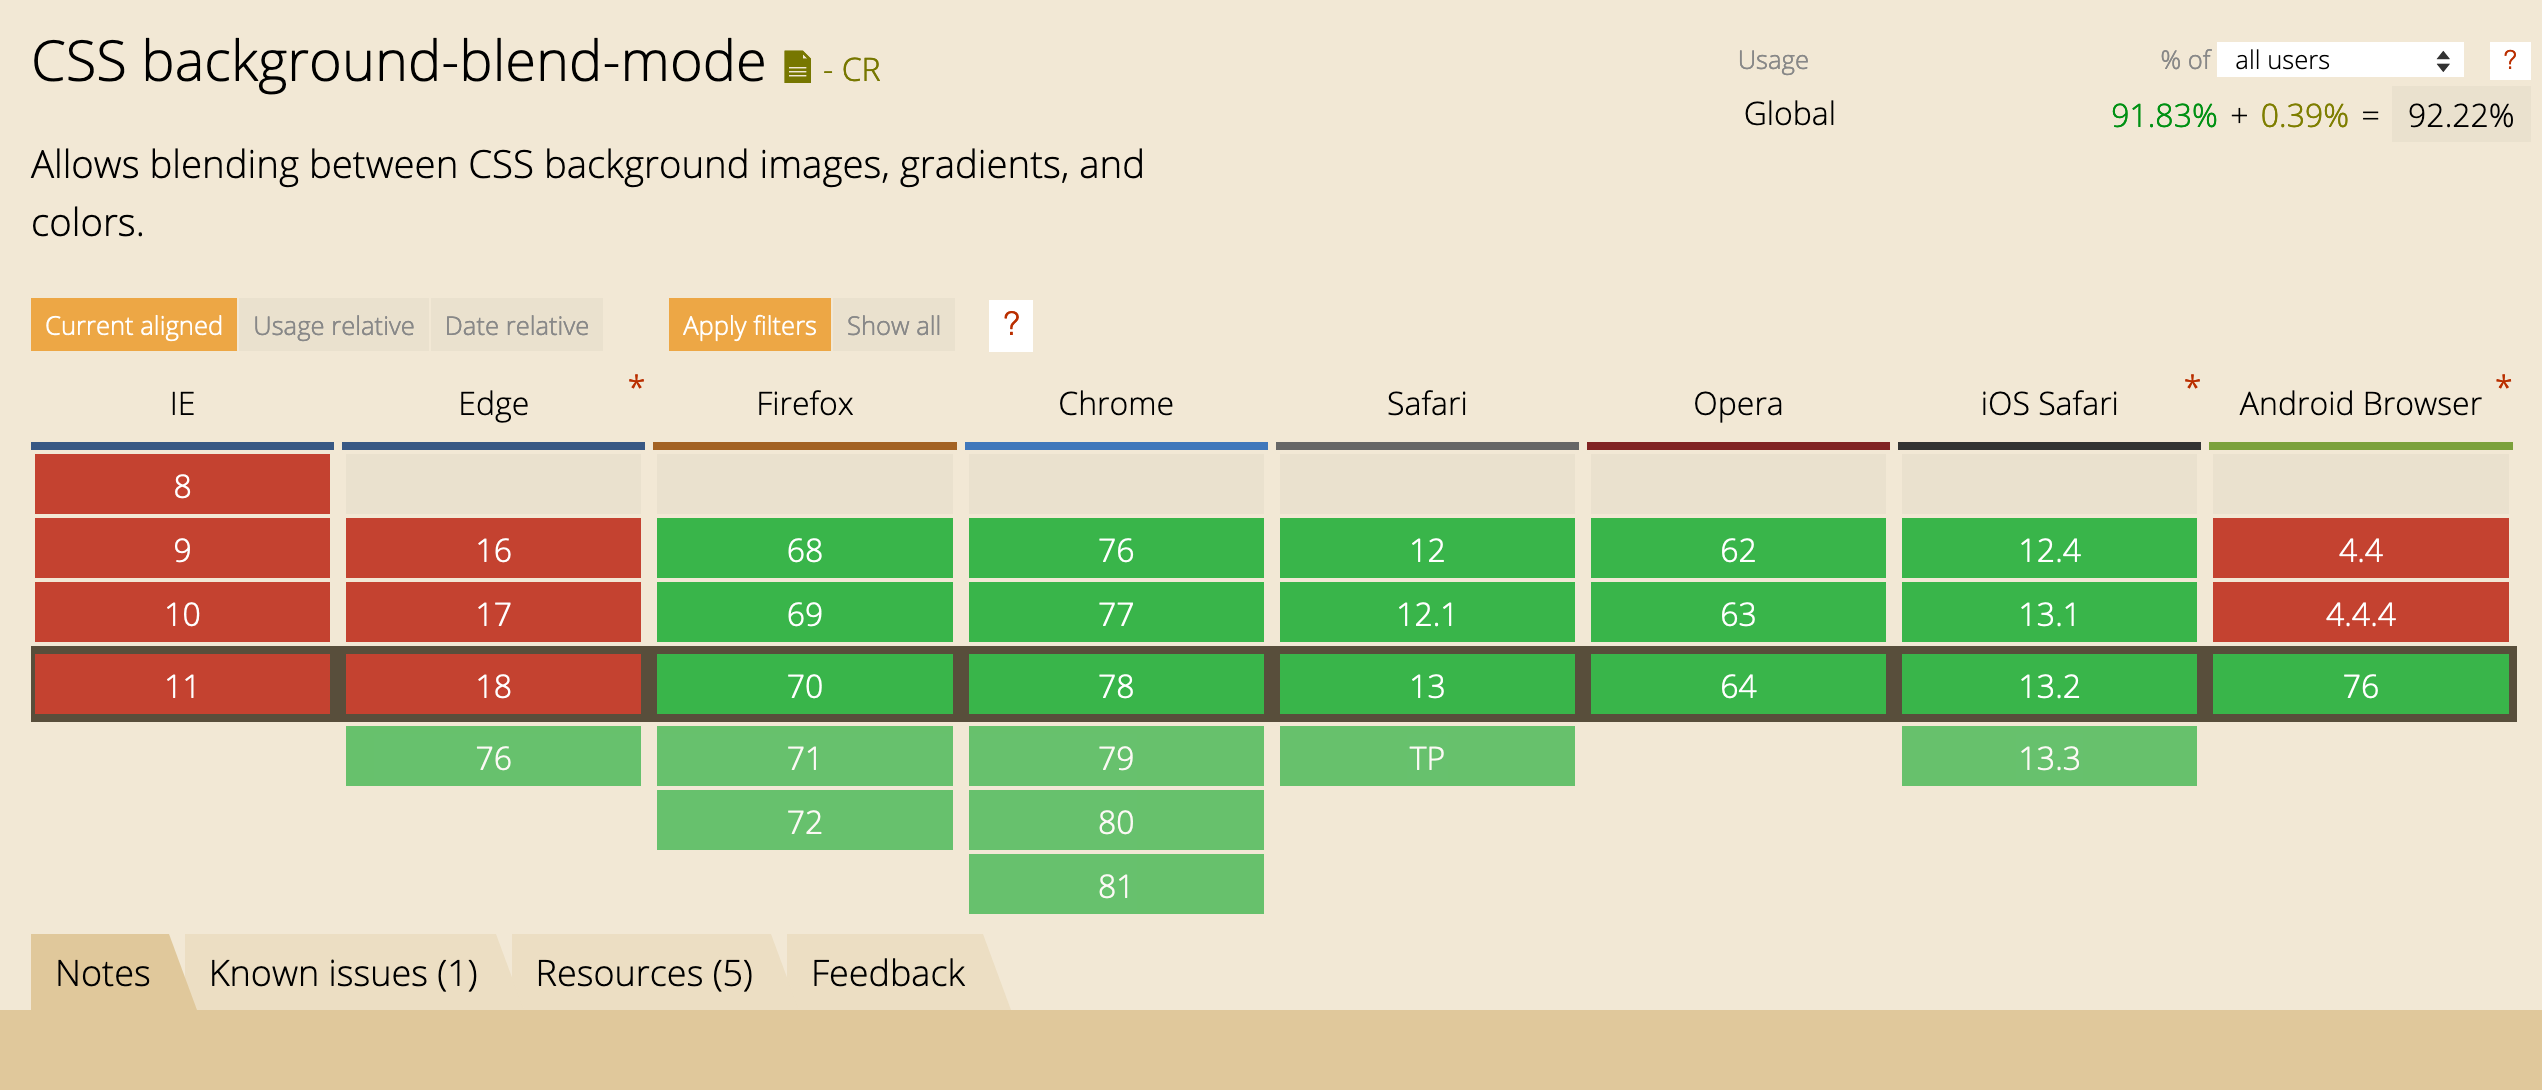 CSS background-blend-mode - CR
Usage % of all users ?
Global 91.83% + 0.39% = 92.22%
Allows blending between CSS background images, gradients, and
colors.
Current aligned Usage relative Date relative Apply filters Show all ?
IE Edge * Firefox Chrome Safari Opera iOS Safari * Android Browser *
8
9 16 68 76 12 62 12.4 4.4
10 17 69 77 12.1 63 13.1 4.4.4
11 18 70 78 13 64 13.2 76
76 71 79 TP 13.3
72 80
81
Notes Known issues (1) Resources (5) Feedback